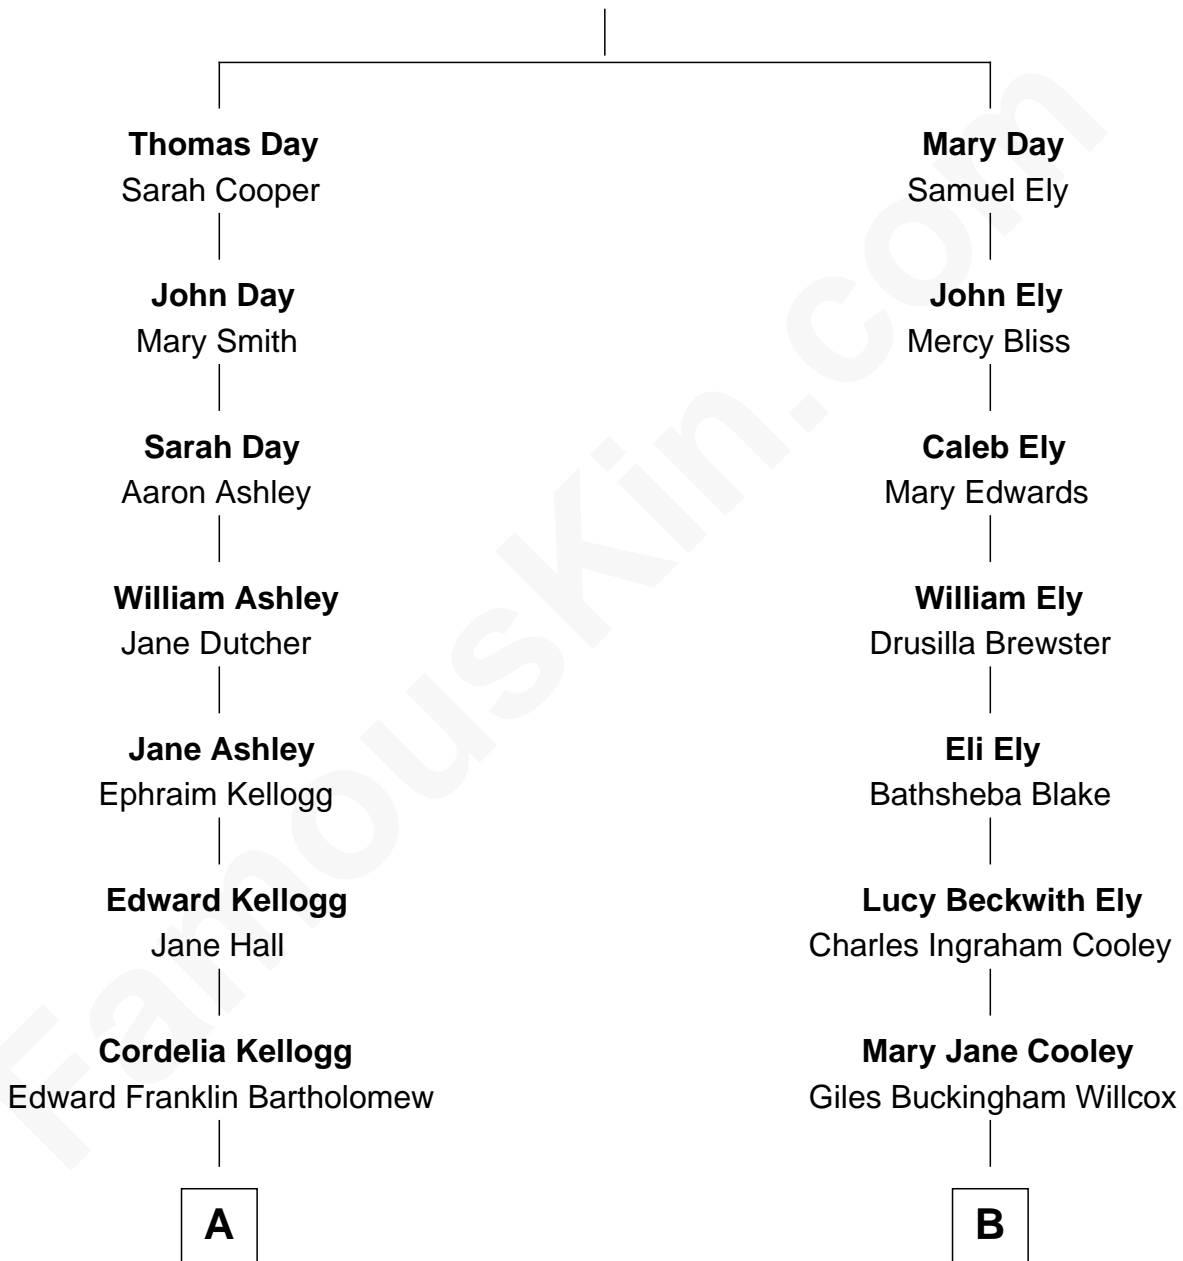 Thomas Day
Sarah Cooper
John Day
Mary Smith
Sarah Day
Aaron Ashley
William Ashley
Jane Dutcher
Jane Ashley
Ephraim Kellogg
Edward Kellogg
Jane Hall
Cordelia Kellogg
Edward Franklin Bartholomew
A
Mary Day
Samuel Ely
John Ely
Mercy Bliss
Caleb Ely
Mary Edwards
William Ely
Drusilla Brewster
Eli Ely
Bathsheba Blake
Lucy Beckwith Ely
Charles Ingraham Cooley
Mary Jane Cooley
Giles Buckingham Willcox
B
FamousKin.com